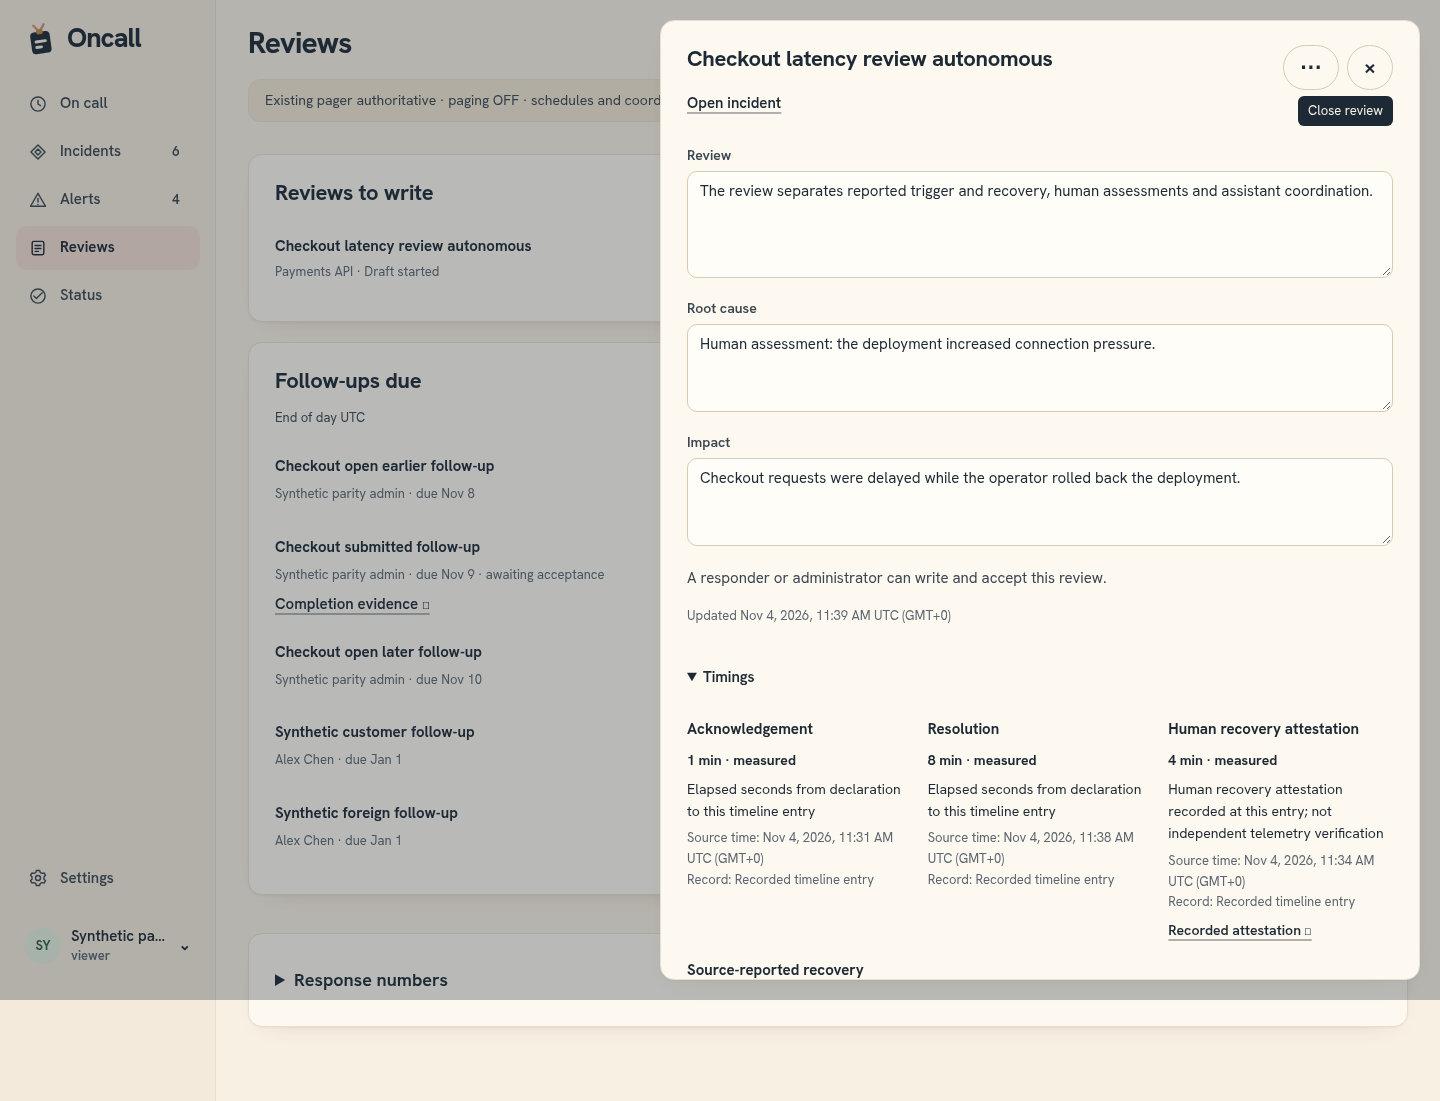 Oncall
On call
Incidents 6
Alerts 4
Reviews
Status
Settings
SY
Synthetic pa...
viewer
Reviews
Existing pager authoritative · paging OFF · schedules and coord
Reviews to write
Checkout latency review autonomous
Payments API · Draft started
Follow-ups due
End of day UTC
Checkout open earlier follow-up
Synthetic parity admin · due Nov 8
Checkout submitted follow-up
Synthetic parity admin · due Nov 9 · awaiting acceptance
Completion evidence
Checkout open later follow-up
Synthetic parity admin · due Nov 10
Synthetic customer follow-up
Alex Chen · due Jan 1
Synthetic foreign follow-up
Alex Chen · due Jan 1
Response numbers
Checkout latency review autonomous
Open incident
Close review
Review
The review separates reported trigger and recovery, human assessments and assistant coordination.
Root cause
Human assessment: the deployment increased connection pressure.
Impact
Checkout requests were delayed while the operator rolled back the deployment.
A responder or administrator can write and accept this review.
Updated Nov 4, 2026, 11:39 AM UTC (GMT+0)
Timings
Acknowledgement
1 min · measured
Elapsed seconds from declaration
to this timeline entry
Source time: Nov 4, 2026, 11:31 AM
UTC (GMT+0)
Record: Recorded timeline entry
Resolution
8 min · measured
Elapsed seconds from declaration
to this timeline entry
Source time: Nov 4, 2026, 11:38 AM
UTC (GMT+0)
Record: Recorded timeline entry
Human recovery attestation
4 min · measured
Human recovery attestation
recorded at this entry; not
independent telemetry verification
Source time: Nov 4, 2026, 11:34 AM
UTC (GMT+0)
Record: Recorded timeline entry
Recorded attestation
Source-reported recovery